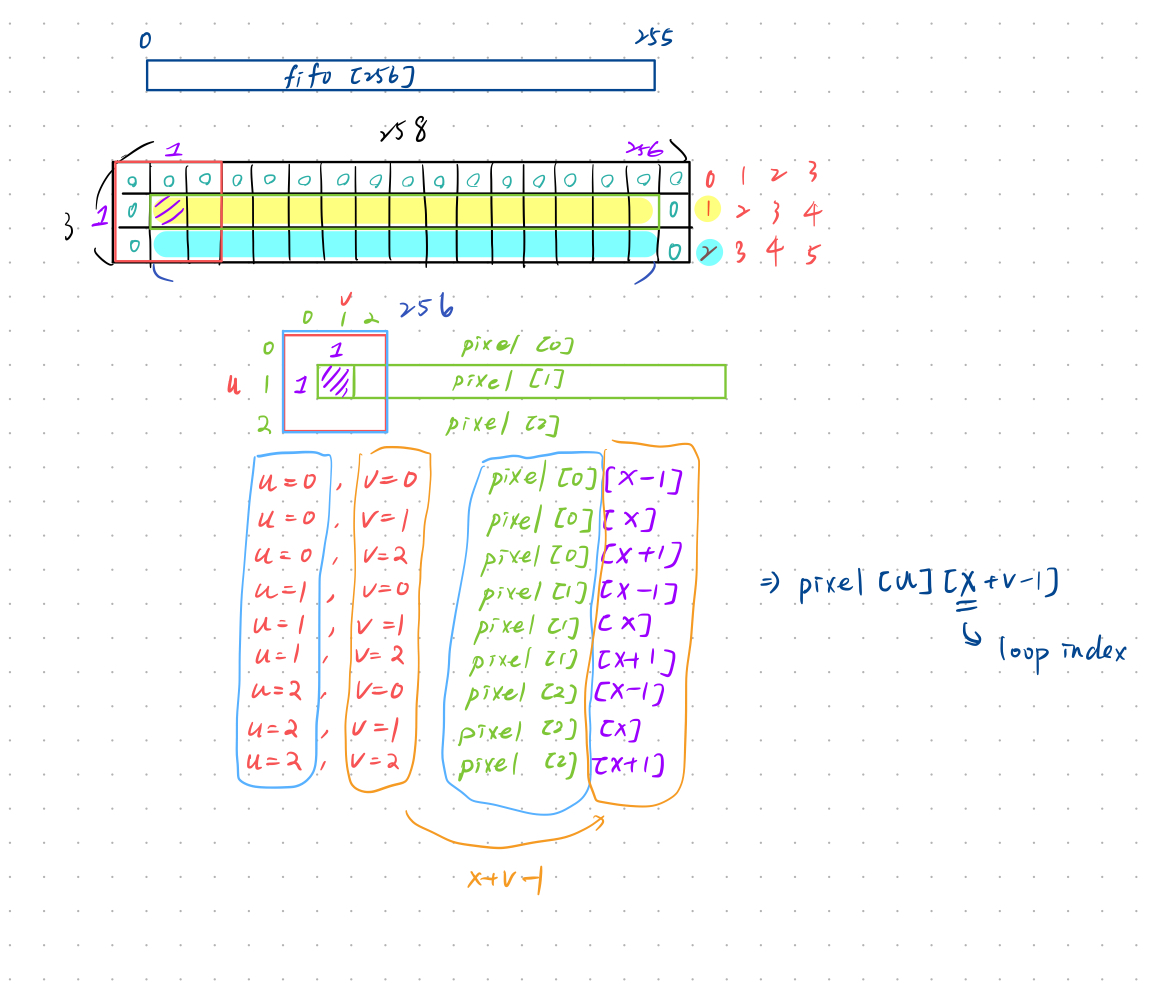 0 255
fifo [256]
258
1 256
0 0 0 0 0 0 0 0 0 0 0 0 0 0 0 0 0 1 2 3
3 1 0 0 1 2 3 4
0 0 2 3 4 5
256
v
0 1 2
0 1 pixel [0]
u 1 1 pixel [1]
2 pixel [2]
u=0, v=0 pixel [0] [x-1]
u=0, v=1 pixel [0] [x]
u=0, v=2 pixel [0] [x+1]
u=1, v=0 pixel [1] [x-1]
u=1, v=1 pixel [1] [x]
u=1, v=2 pixel [1] [x+1]
u=2, v=0 pixel [2] [x-1]
u=2, v=1 pixel [2] [x]
u=2, v=2 pixel [2] [x+1]
x+v-1
⇒ pixel [u] [x+v-1]
loop index